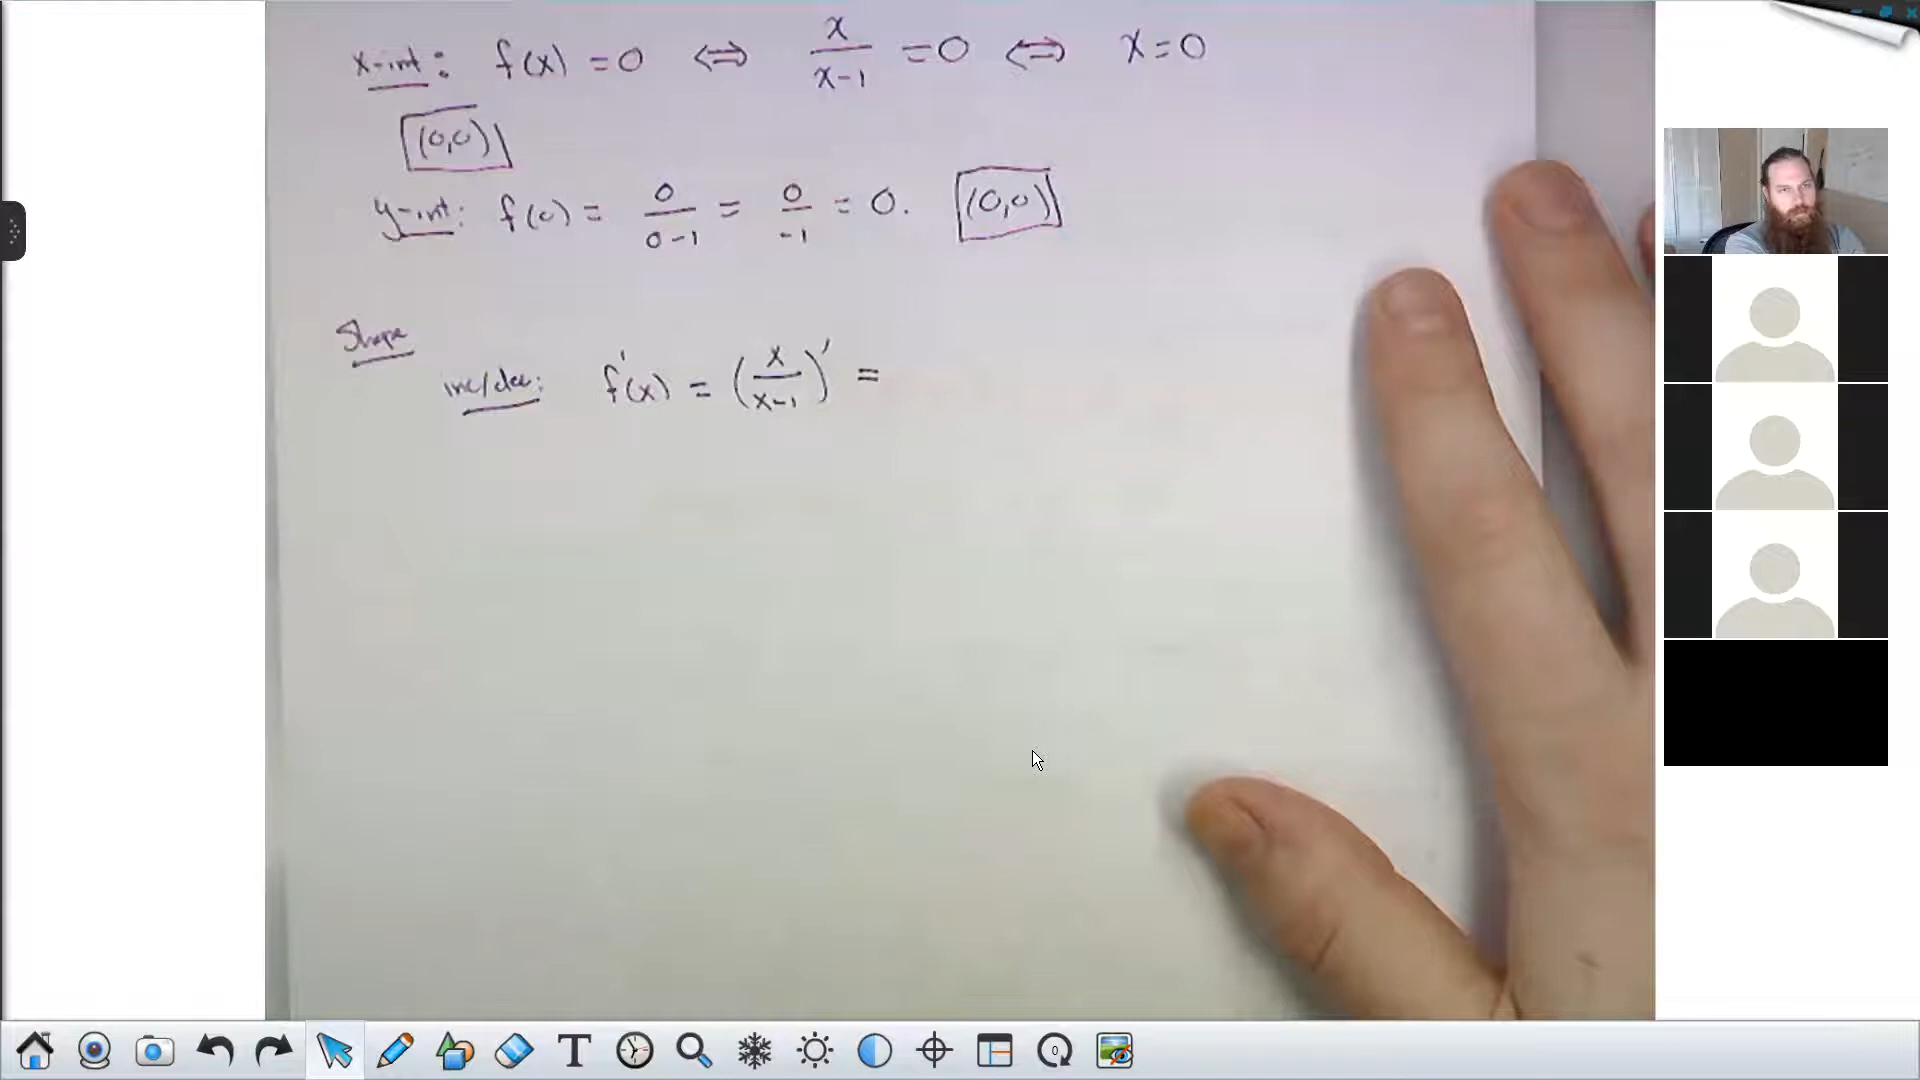 x-int: f(x) = 0 ⇔ x/(x-1) = 0 ⇔ x = 0
(0,0)
y-int: f(0) = 0/(0-1) = 0/-1 = 0. (0,0)
Shape
inc/dec: f'(x) = (x/(x-1))' =
T
0